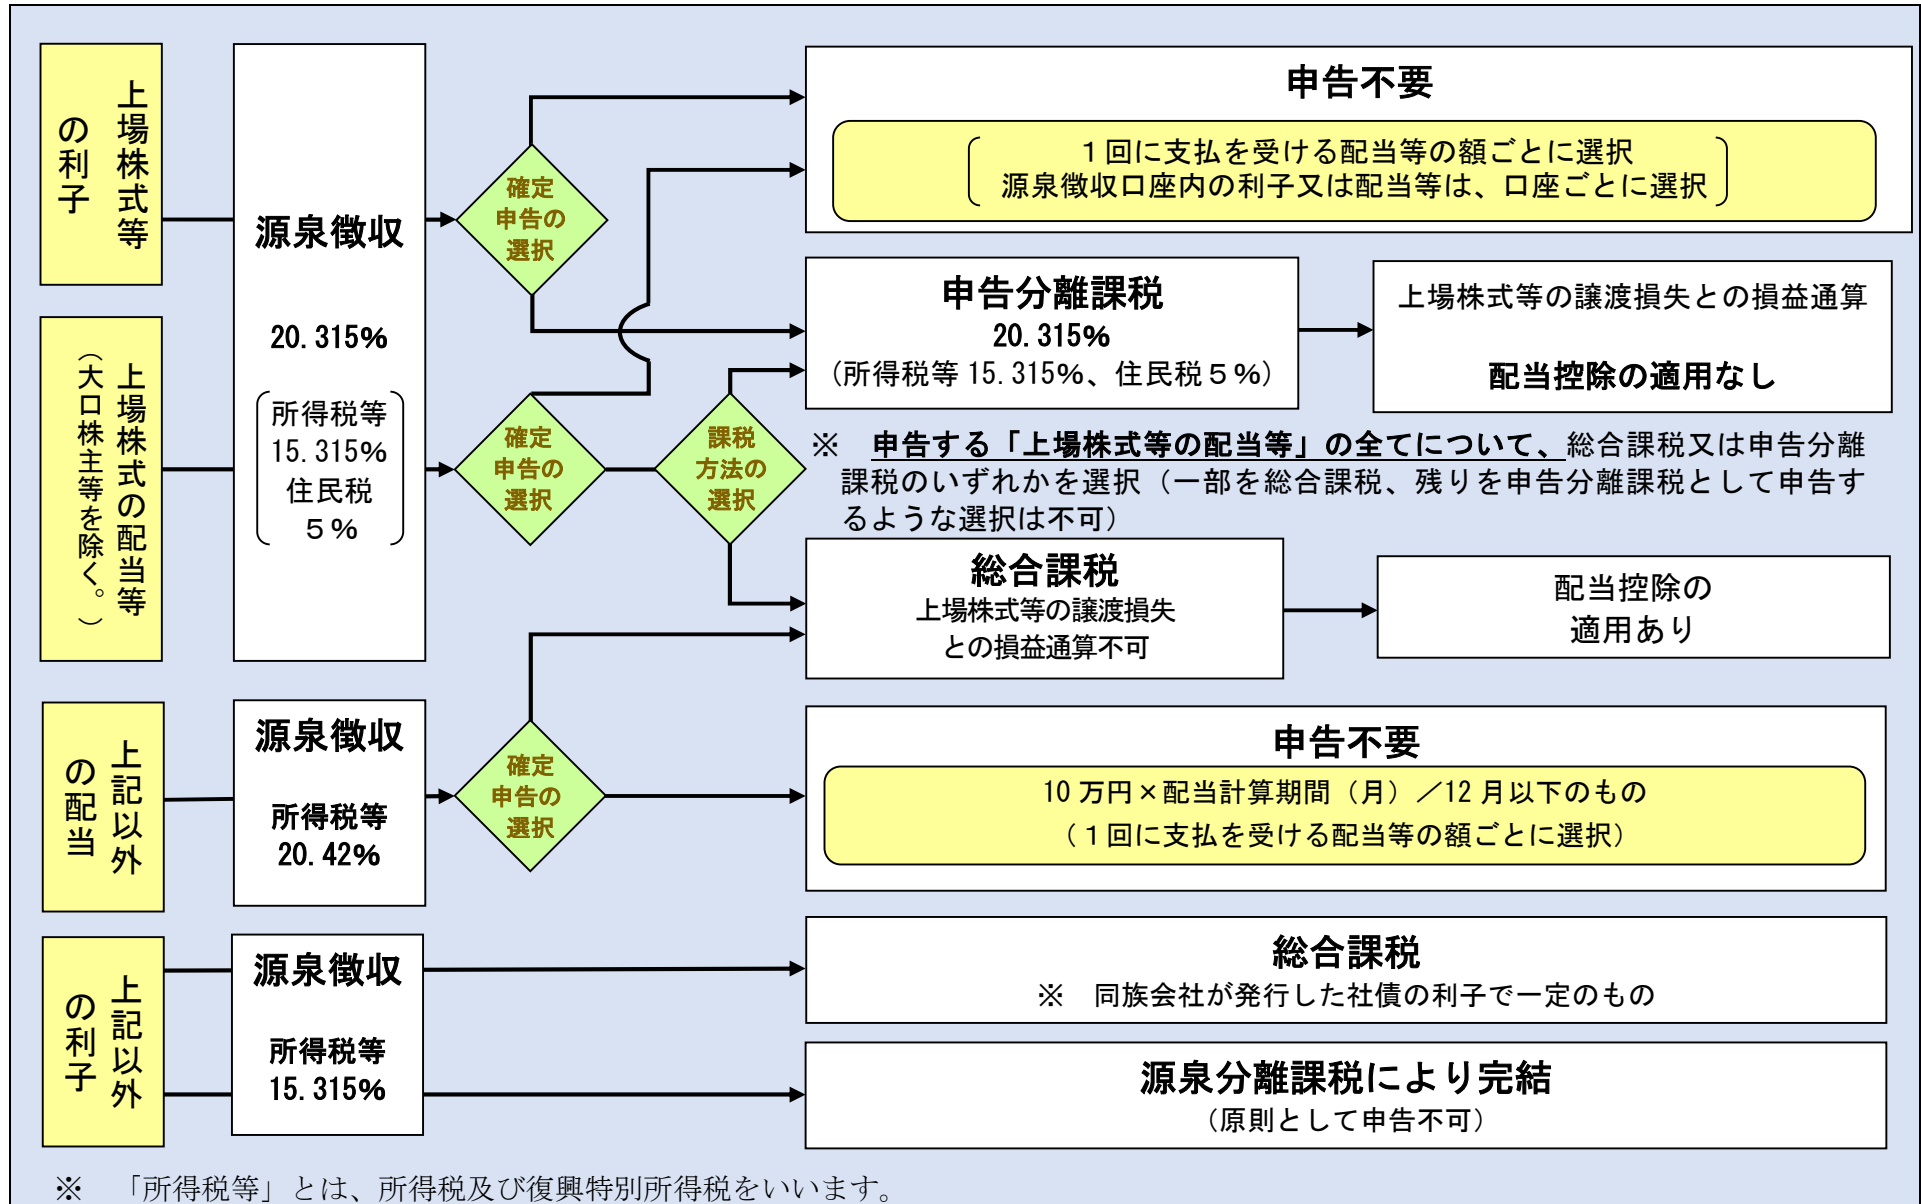 上場株式等
の利子
上場株式の配当等
（大口株主等を除く。）
源泉徴収
20.315%
所得税等
15.315%
住民税
５%
確定
申告の
選択
確定
申告の
選択
課税
方法の
選択
申告不要
１回に支払を受ける配当等の額ごとに選択
源泉徴収口座内の利子又は配当等は、口座ごとに選択
申告分離課税
20.315%
（所得税等 15.315%、住民税５%）
上場株式等の譲渡損失との損益通算
配当控除の適用なし
※　申告する「上場株式等の配当等」の全てについて、総合課税又は申告分離
課税のいずれかを選択（一部を総合課税、残りを申告分離課税として申告す
るような選択は不可）
総合課税
上場株式等の譲渡損失
との損益通算不可
配当控除の
適用あり
上記以外
の配当
源泉徴収
所得税等
20.42%
確定
申告の
選択
申告不要
10 万円×配当計算期間（月）／12 月以下のもの
（１回に支払を受ける配当等の額ごとに選択）
上記以外
の利子
源泉徴収
所得税等
15.315%
総合課税
※　同族会社が発行した社債の利子で一定のもの
源泉分離課税により完結
（原則として申告不可）
※　「所得税等」とは、所得税及び復興特別所得税をいいます。